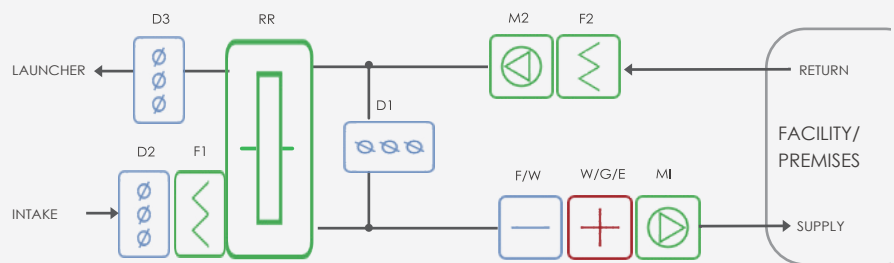 D3
RR
M2
F2
LAUNCHER
RETURN
D1
FACILITY/
PREMISES
D2
F1
F/W
W/G/E
MI
INTAKE
SUPPLY